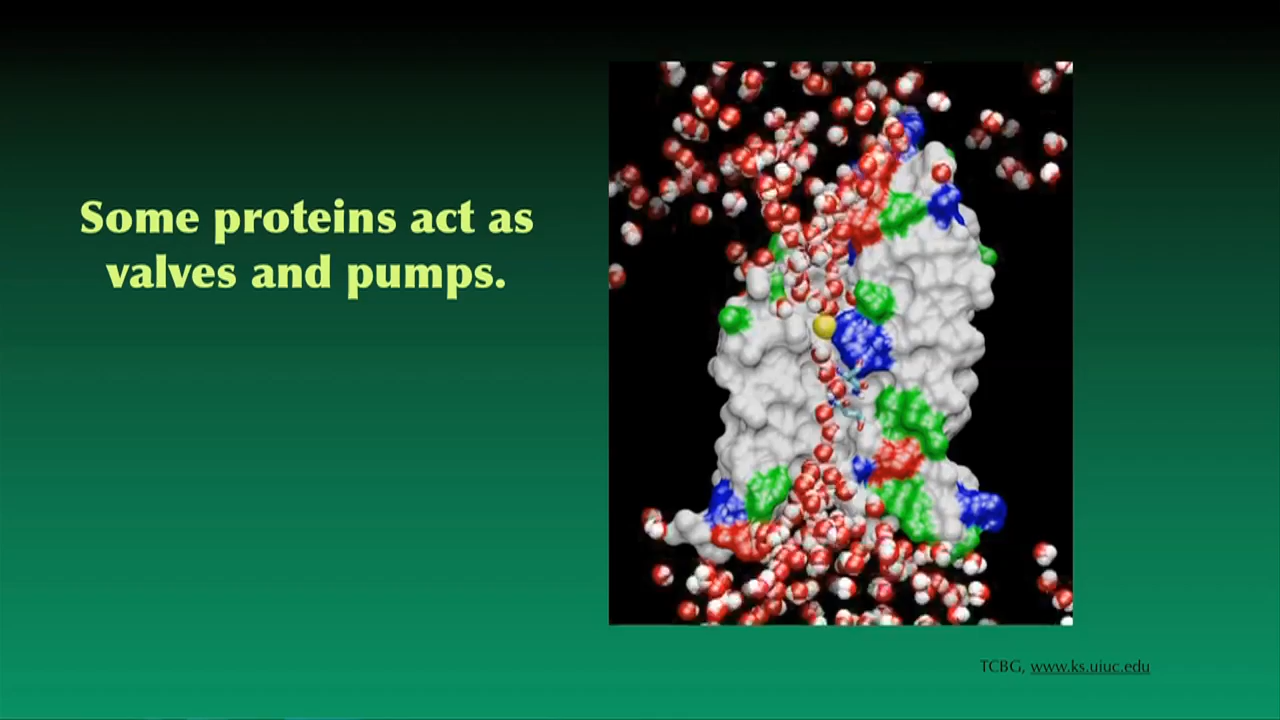 Some proteins act as
valves and pumps.
TCBG, www.ks.uiuc.edu